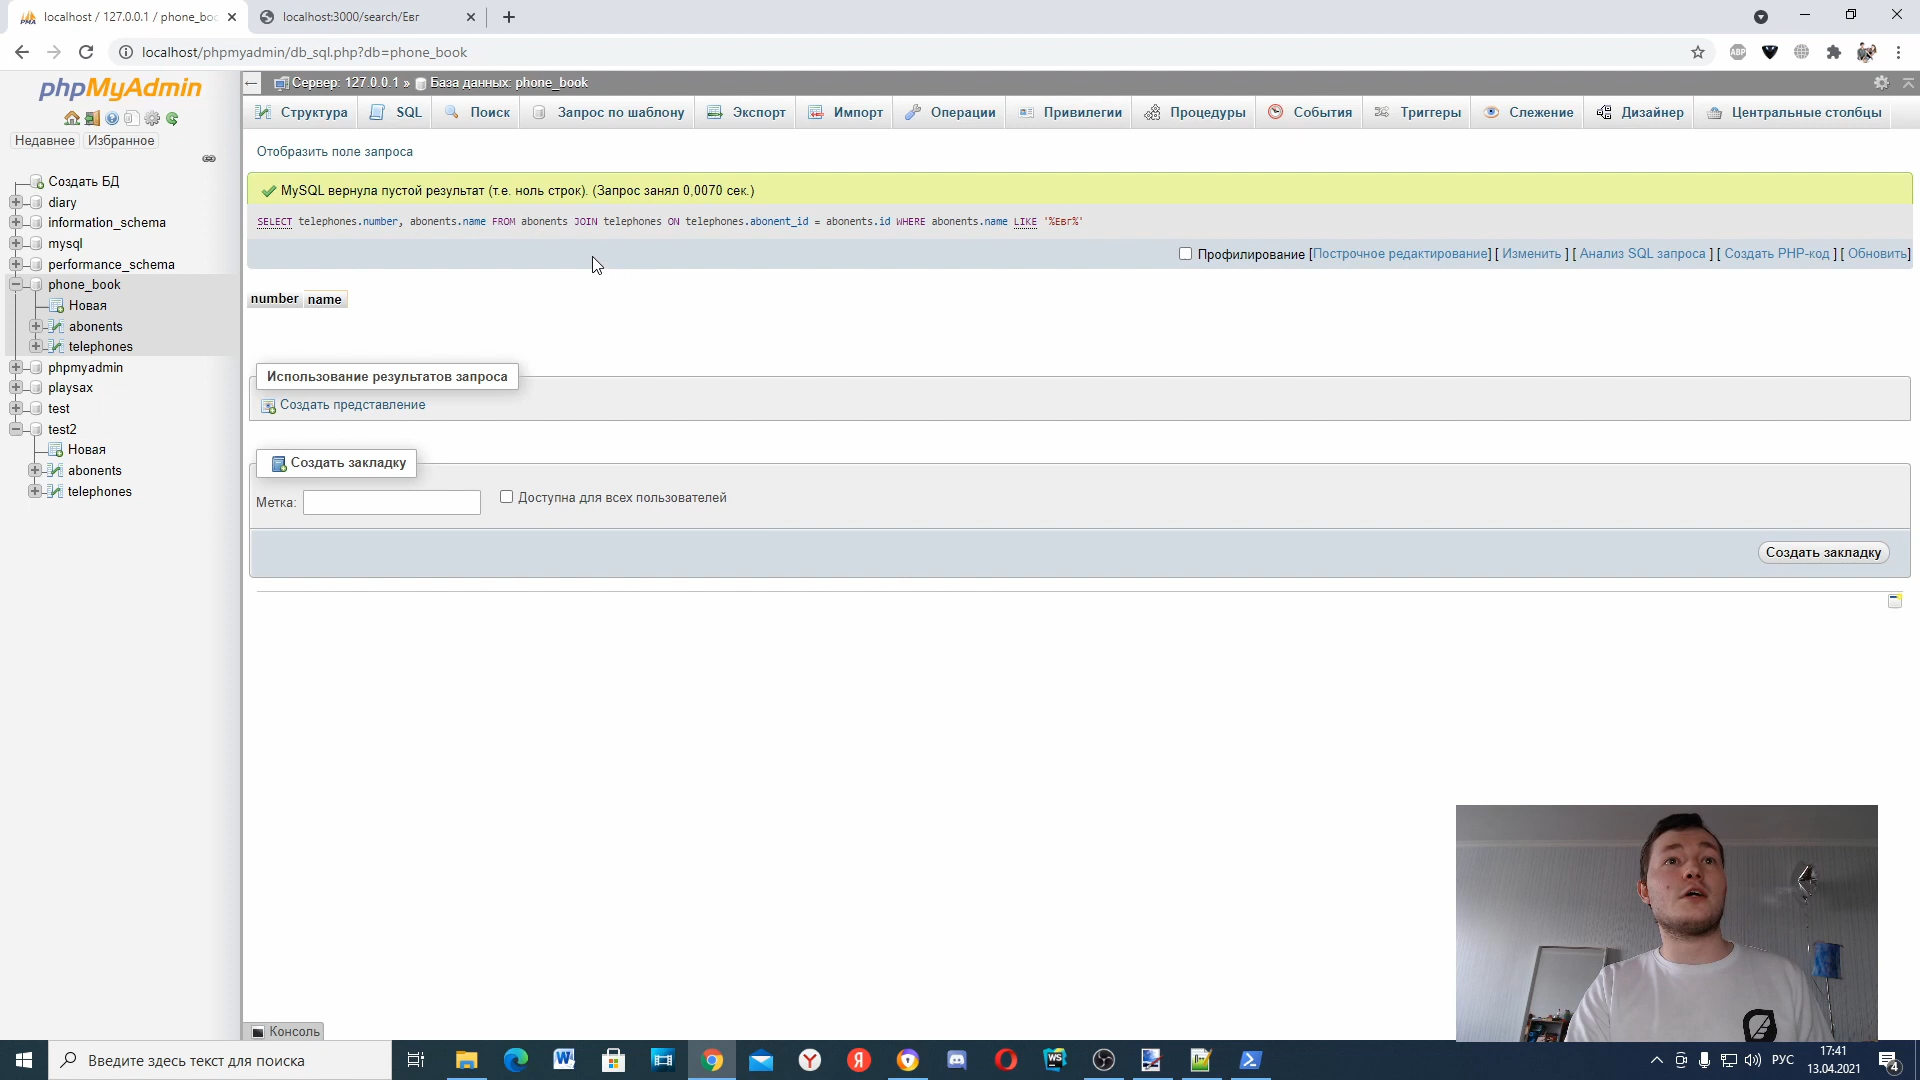 localhost / 127.0.0.1 / phone_boo
localhost:3000/search/Евг
localhost/phpmyadmin/db_sql.php?db=phone_book
ABP
phpMyAdmin
Недавнее Избранное
Создать БД
diary
information_schema
mysql
performance_schema
phone_book
Новая
abonents
telephones
phpmyadmin
playsax
test
test2
Новая
abonents
telephones
Сервер: 127.0.0.1 » База данных: phone_book
Структура SQL Поиск Запрос по шаблону Экспорт Импорт Операции Привилегии Процедуры События Триггеры Слежение Дизайнер Центральные столбцы
Отобразить поле запроса
MySQL вернула пустой результат (т.е. ноль строк). (Запрос занял 0,0070 сек.)
SELECT telephones.number, abonents.name FROM abonents JOIN telephones ON telephones.abonent_id = abonents.id WHERE abonents.name LIKE '%Евг%'
Профилирование [Построчное редактирование] [ Изменить ] [ Анализ SQL запроса ] [ Создать PHP-код ] [ Обновить]
number name
Использование результатов запроса
Создать представление
Создать закладку
Метка: Доступна для всех пользователей
Создать закладку
Консоль
Введите здесь текст для поиска
РУС
17:41
13.04.2021
4